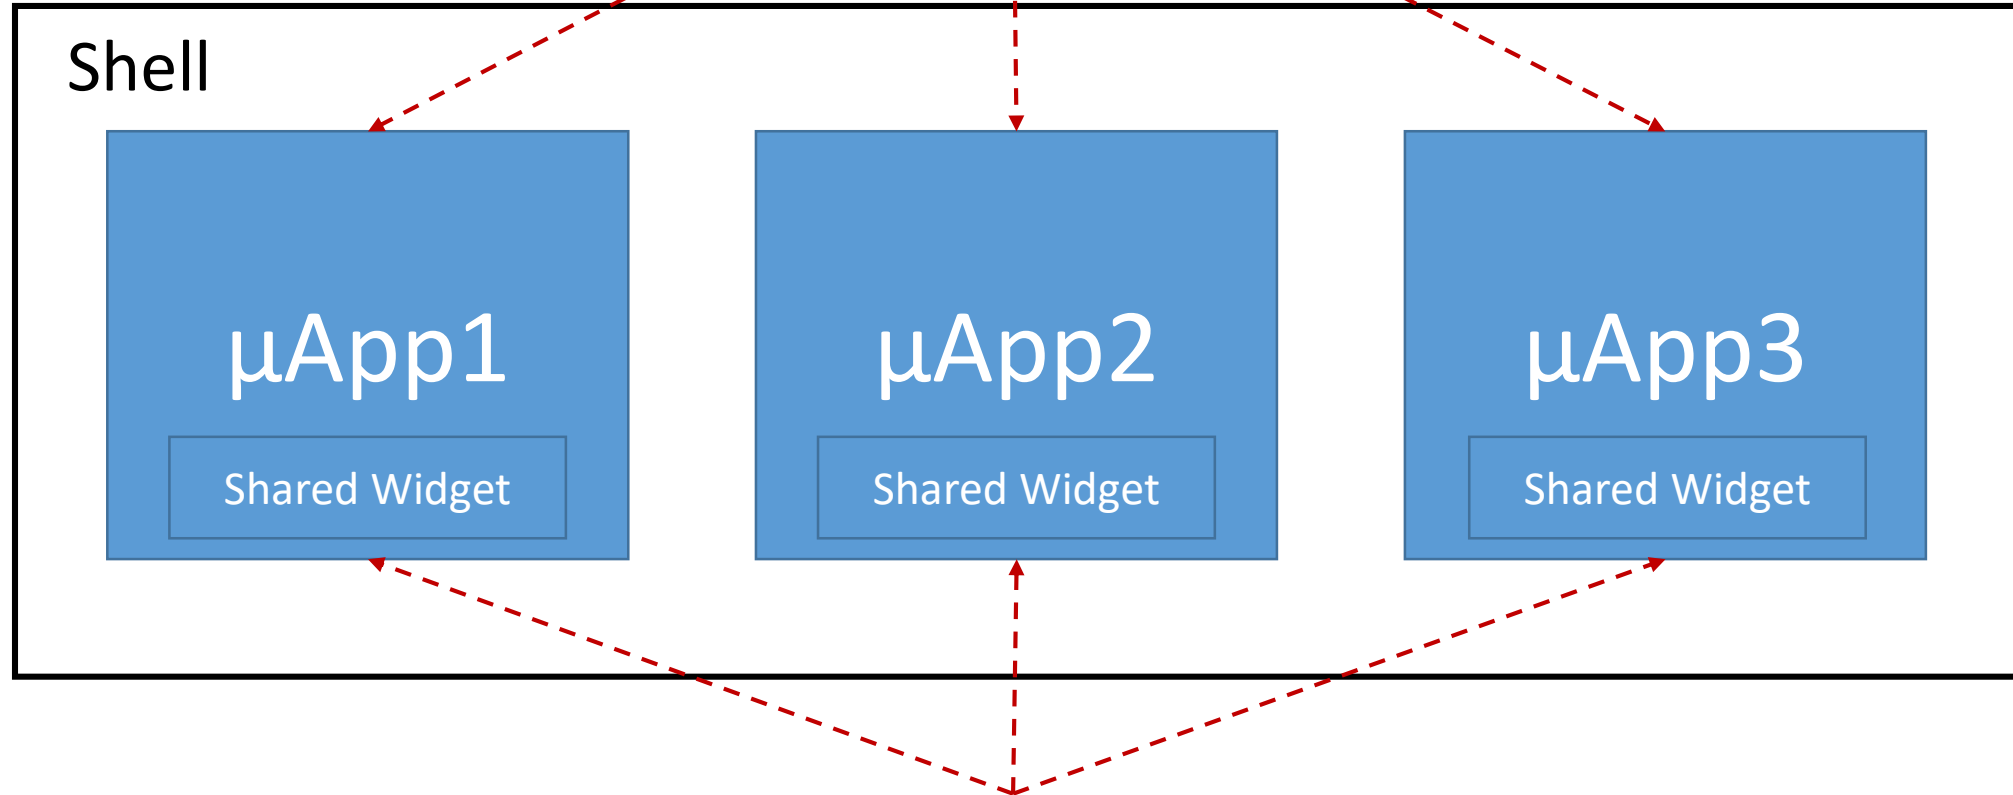 Shell
µApp1
µApp2
µApp3
Shared Widget
Shared Widget
Shared Widget